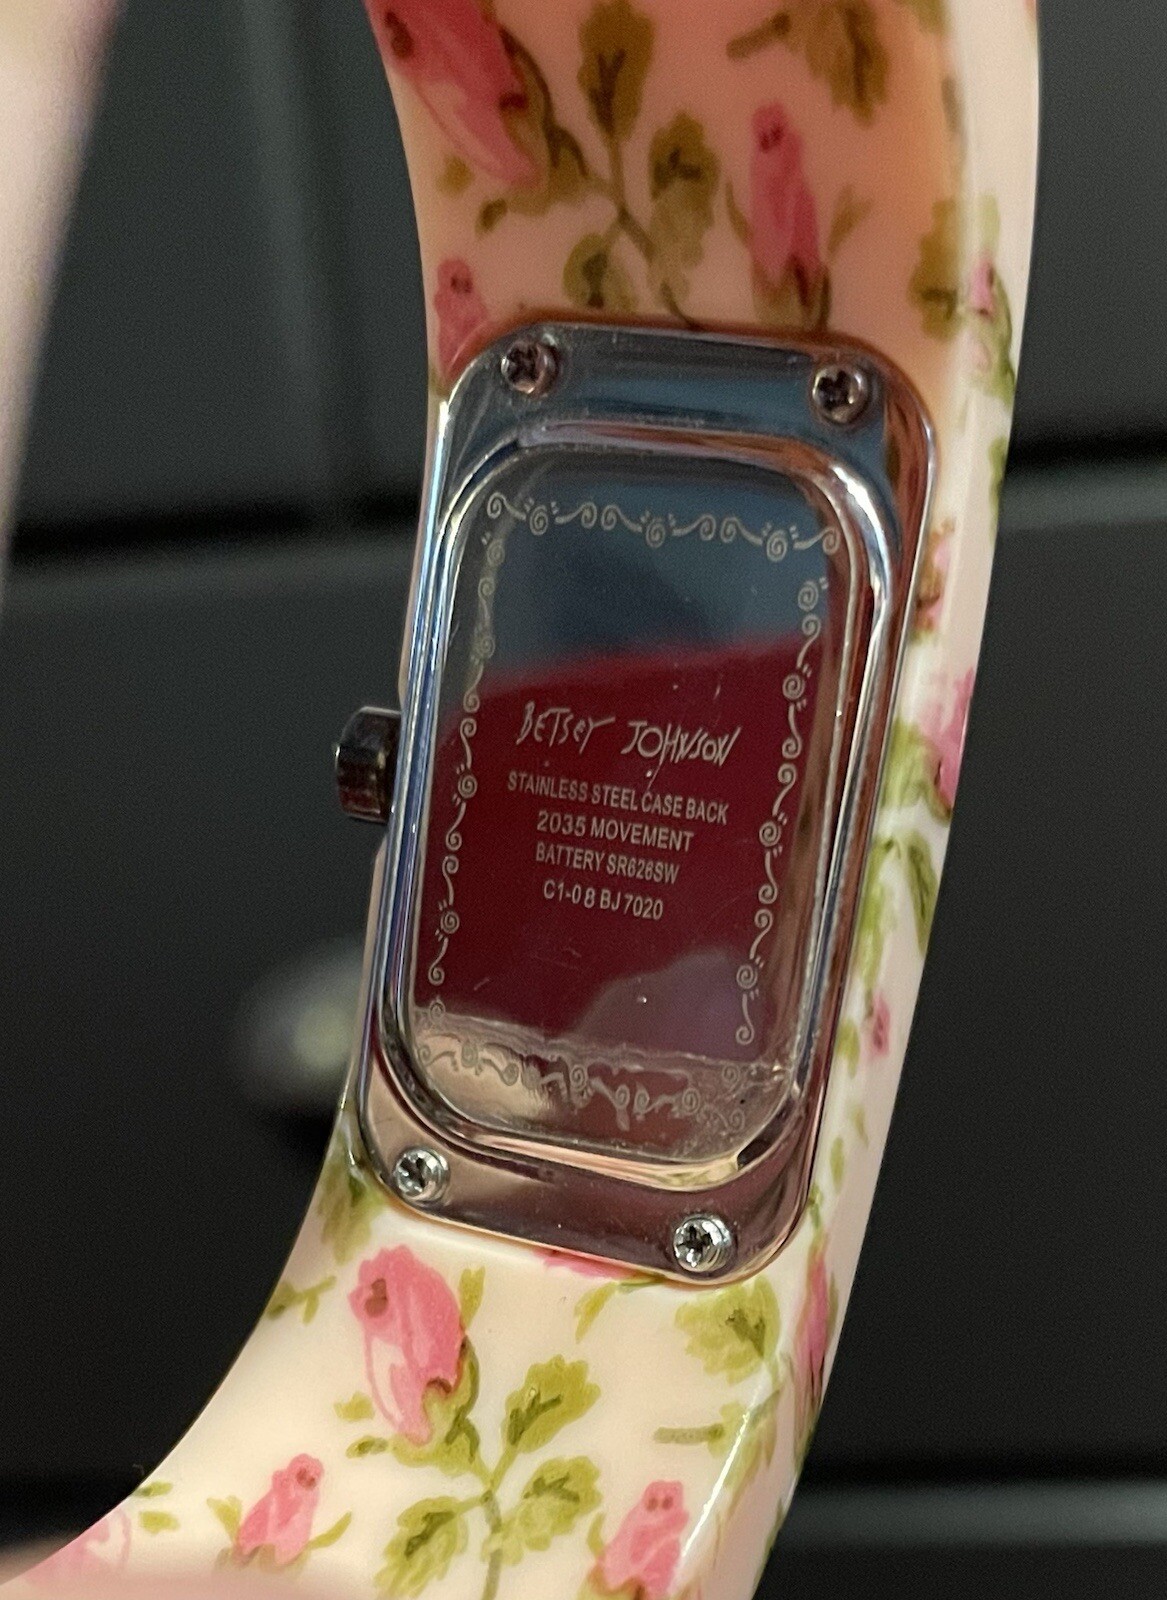 BETSEY JOHNSON
STAINLESS STEEL CASE BACK
2035 MOVEMENT
BATTERY SR626SW
C1-08 BJ 7020